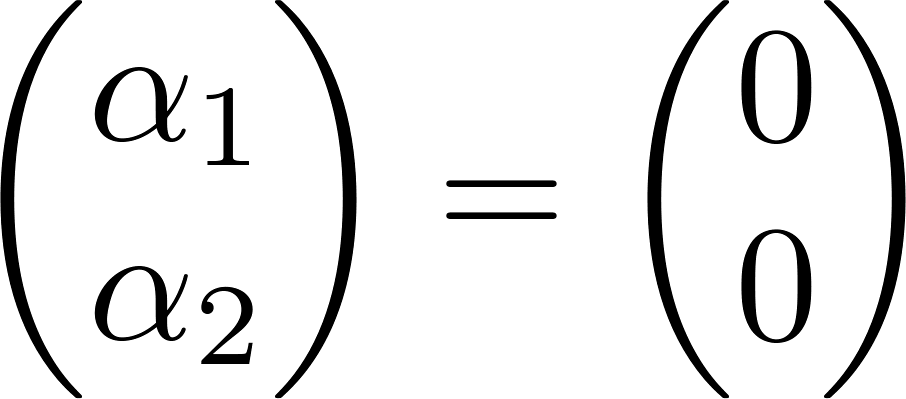 (α₁ α₂) = (0 0)